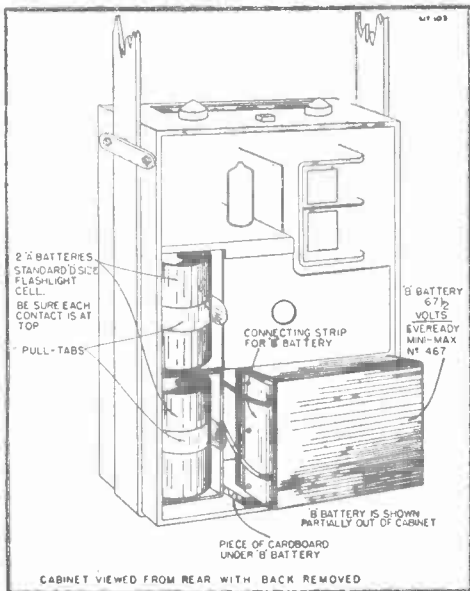 2 'A' BATTERIES
STANDARD 'D' SIZE
FLASHLIGHT
CELL.
BE SURE EACH
CONTACT IS AT
TOP
PULL-TABS
CONNECTING STRIP
FOR 'B' BATTERY
'B' BATTERY
67 1/2
VOLTS
EVEREADY
MINI-MAX
Nº 467
'B' BATTERY IS SHOWN
PARTIALLY OUT OF CABINET
PIECE OF CARDBOARD
UNDER 'B' BATTERY
CABINET VIEWED FROM REAR WITH BACK REMOVED